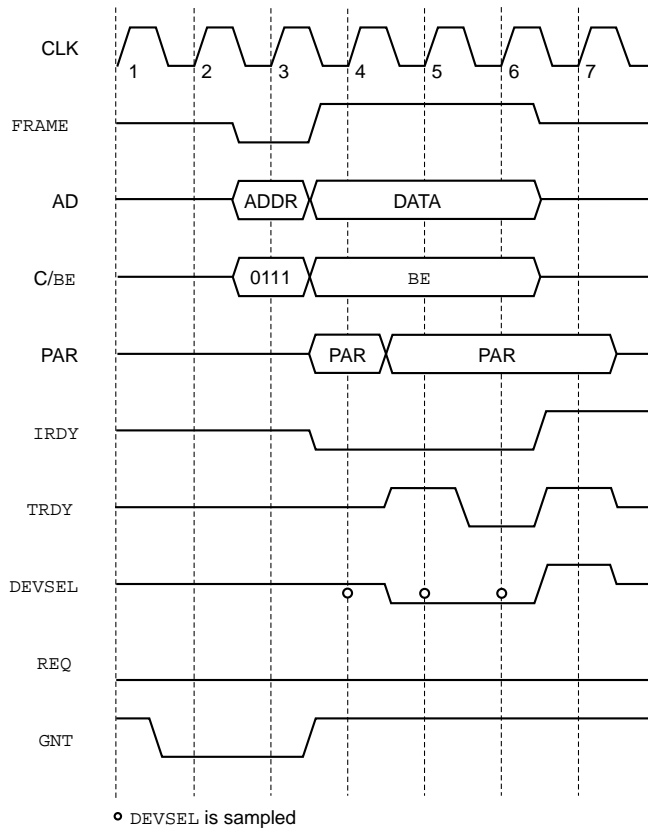 CLK
1 2 3 4 5 6 7
FRAME
AD ADDR DATA
C/BE 0111 BE
PAR PAR PAR
IRDY
TRDY
DEVSEL
REQ
GNT
DEVSEL is sampled